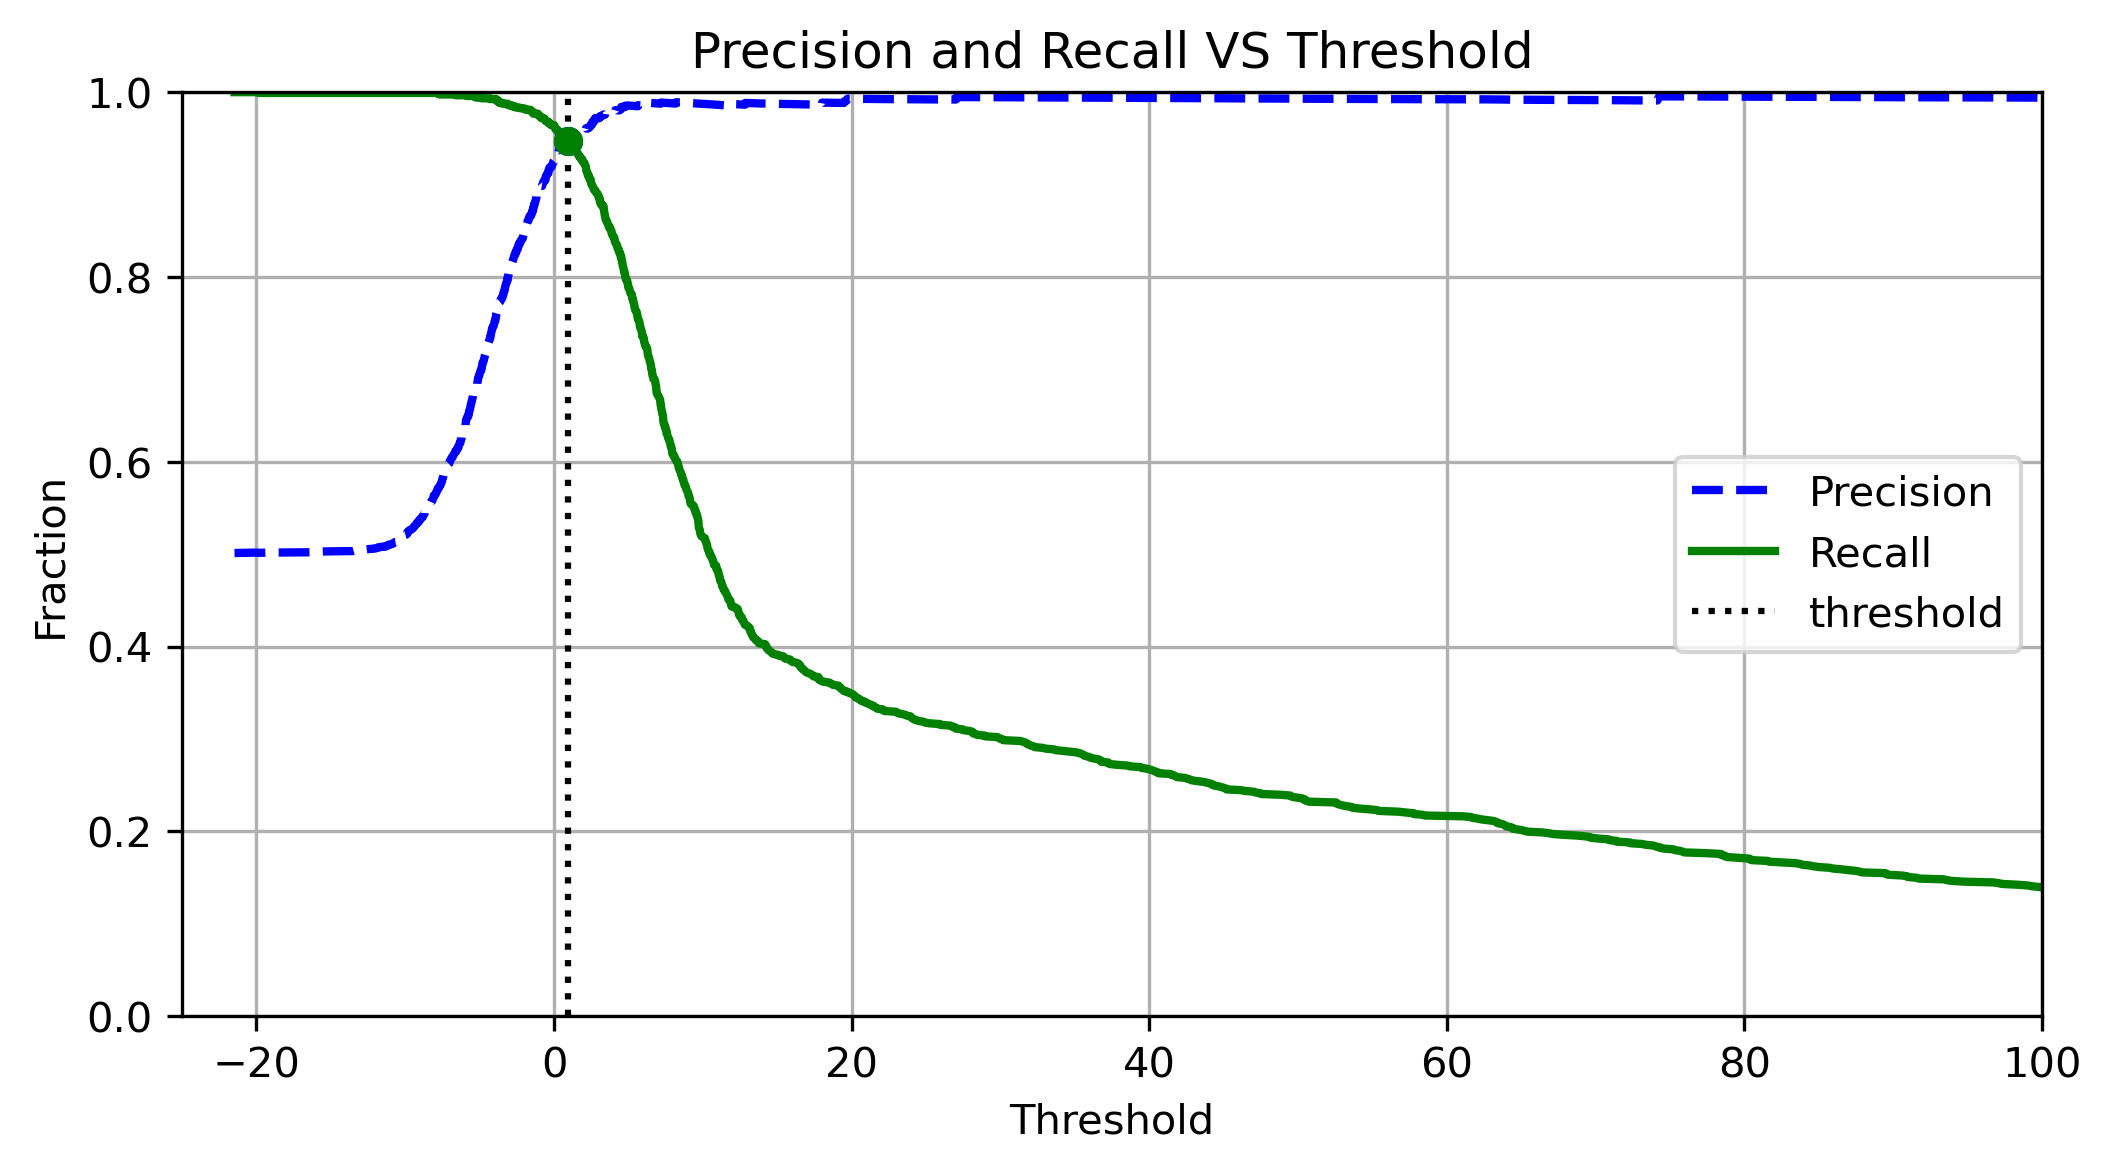 Precision and Recall VS Threshold
1.0
0.8
0.6
0.4
0.2
0.0
Fraction
Precision
Recall
threshold
−20 0 20 40 60 80 100
Threshold